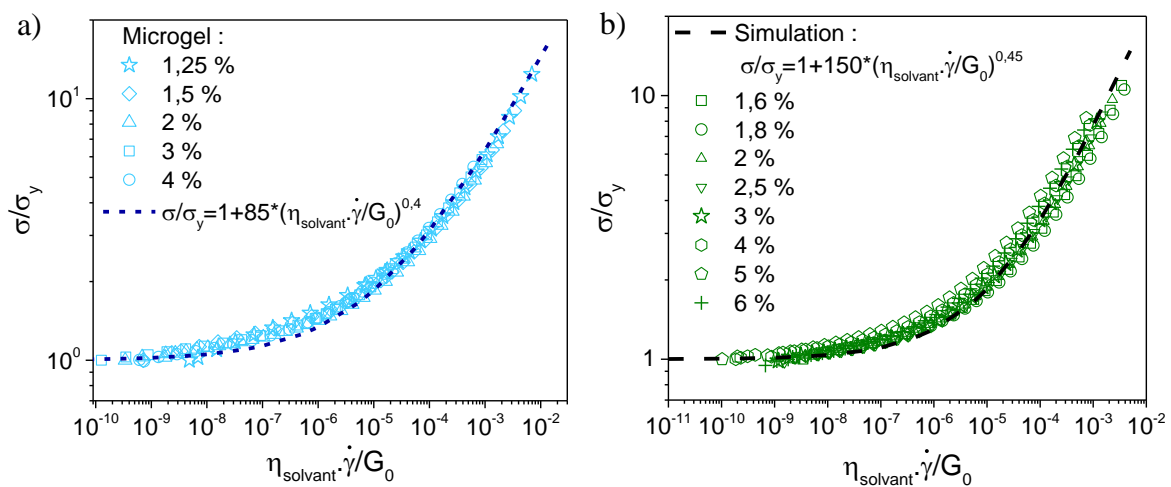 a)
Microgel :
1,25 %
1,5 %
2 %
3 %
4 %
σ/σy=1+85*(ηsolvant.γ̇/G0)^0,4
10^1
10^0
σ/σy
10^-10 10^-9 10^-8 10^-7 10^-6 10^-5 10^-4 10^-3 10^-2
ηsolvant.γ̇/G0
b)
Simulation :
σ/σy=1+150*(ηsolvant.γ̇/G0)^0,45
1,6 %
1,8 %
2 %
2,5 %
3 %
4 %
5 %
6 %
10
1
σ/σy
10^-11 10^-10 10^-9 10^-8 10^-7 10^-6 10^-5 10^-4 10^-3 10^-2
ηsolvant.γ̇/G0